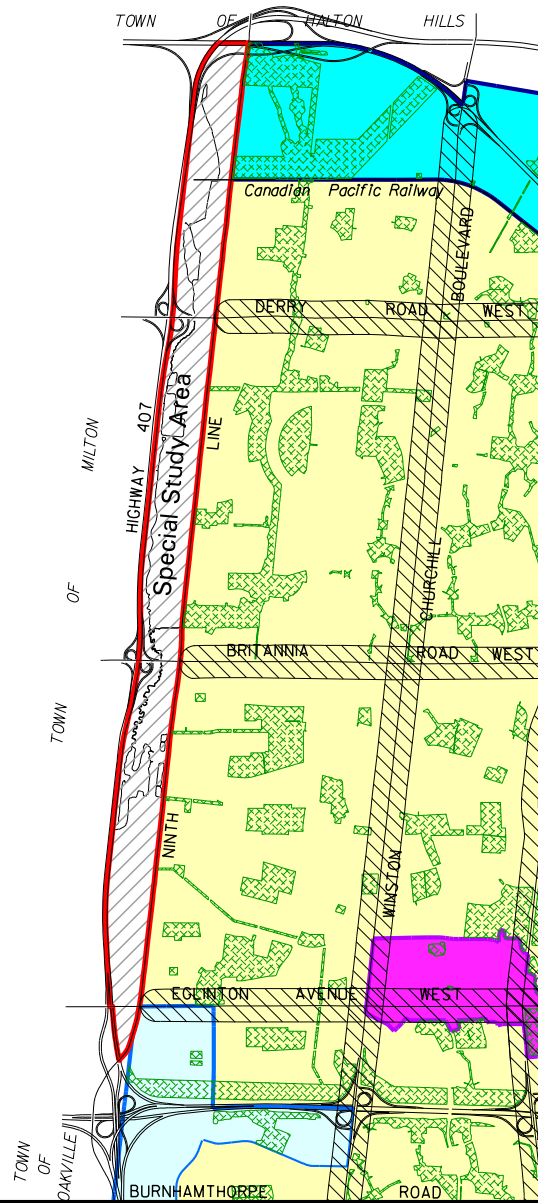 TOWN OF HALTON HILLS
Canadian Pacific Railway
BOULEVARD
DERRY ROAD WEST
HIGHWAY 407
Special Study Area
LINE
MILTON
OF
TOWN
CHURCHILL
BRITANNIA ROAD WEST
NINTH
WINSTON
EGLINTON AVENUE WEST
TOWN
OF
OAKVILLE
BURNHAMTHORPE ROAD